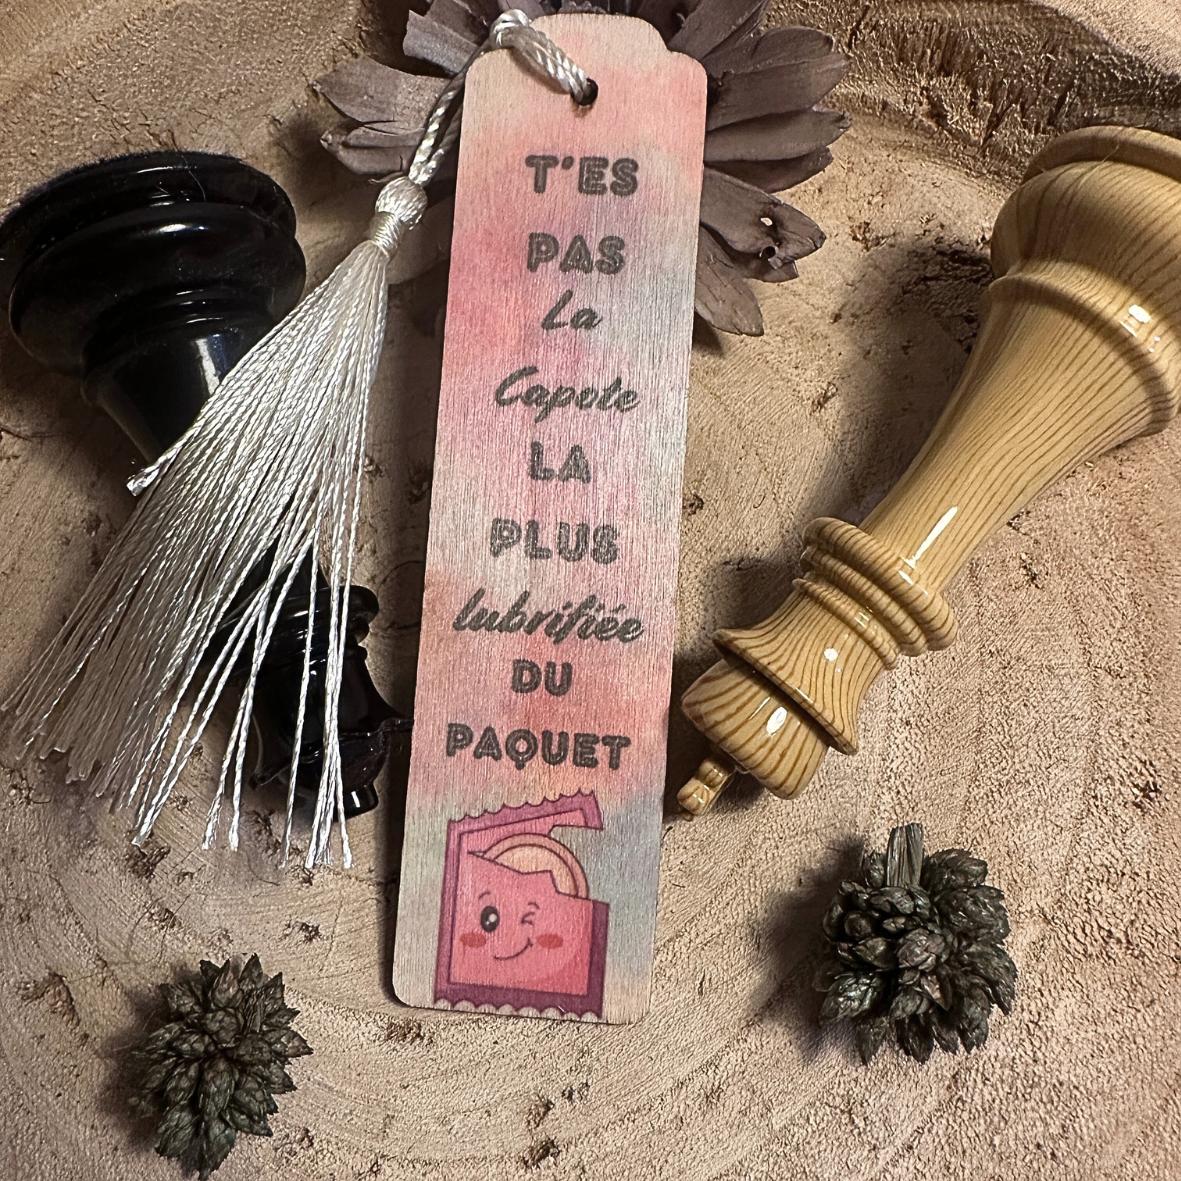 T'ES
PAS
La
Capote
LA
PLUS
lubrifiée
DU
PAQUET